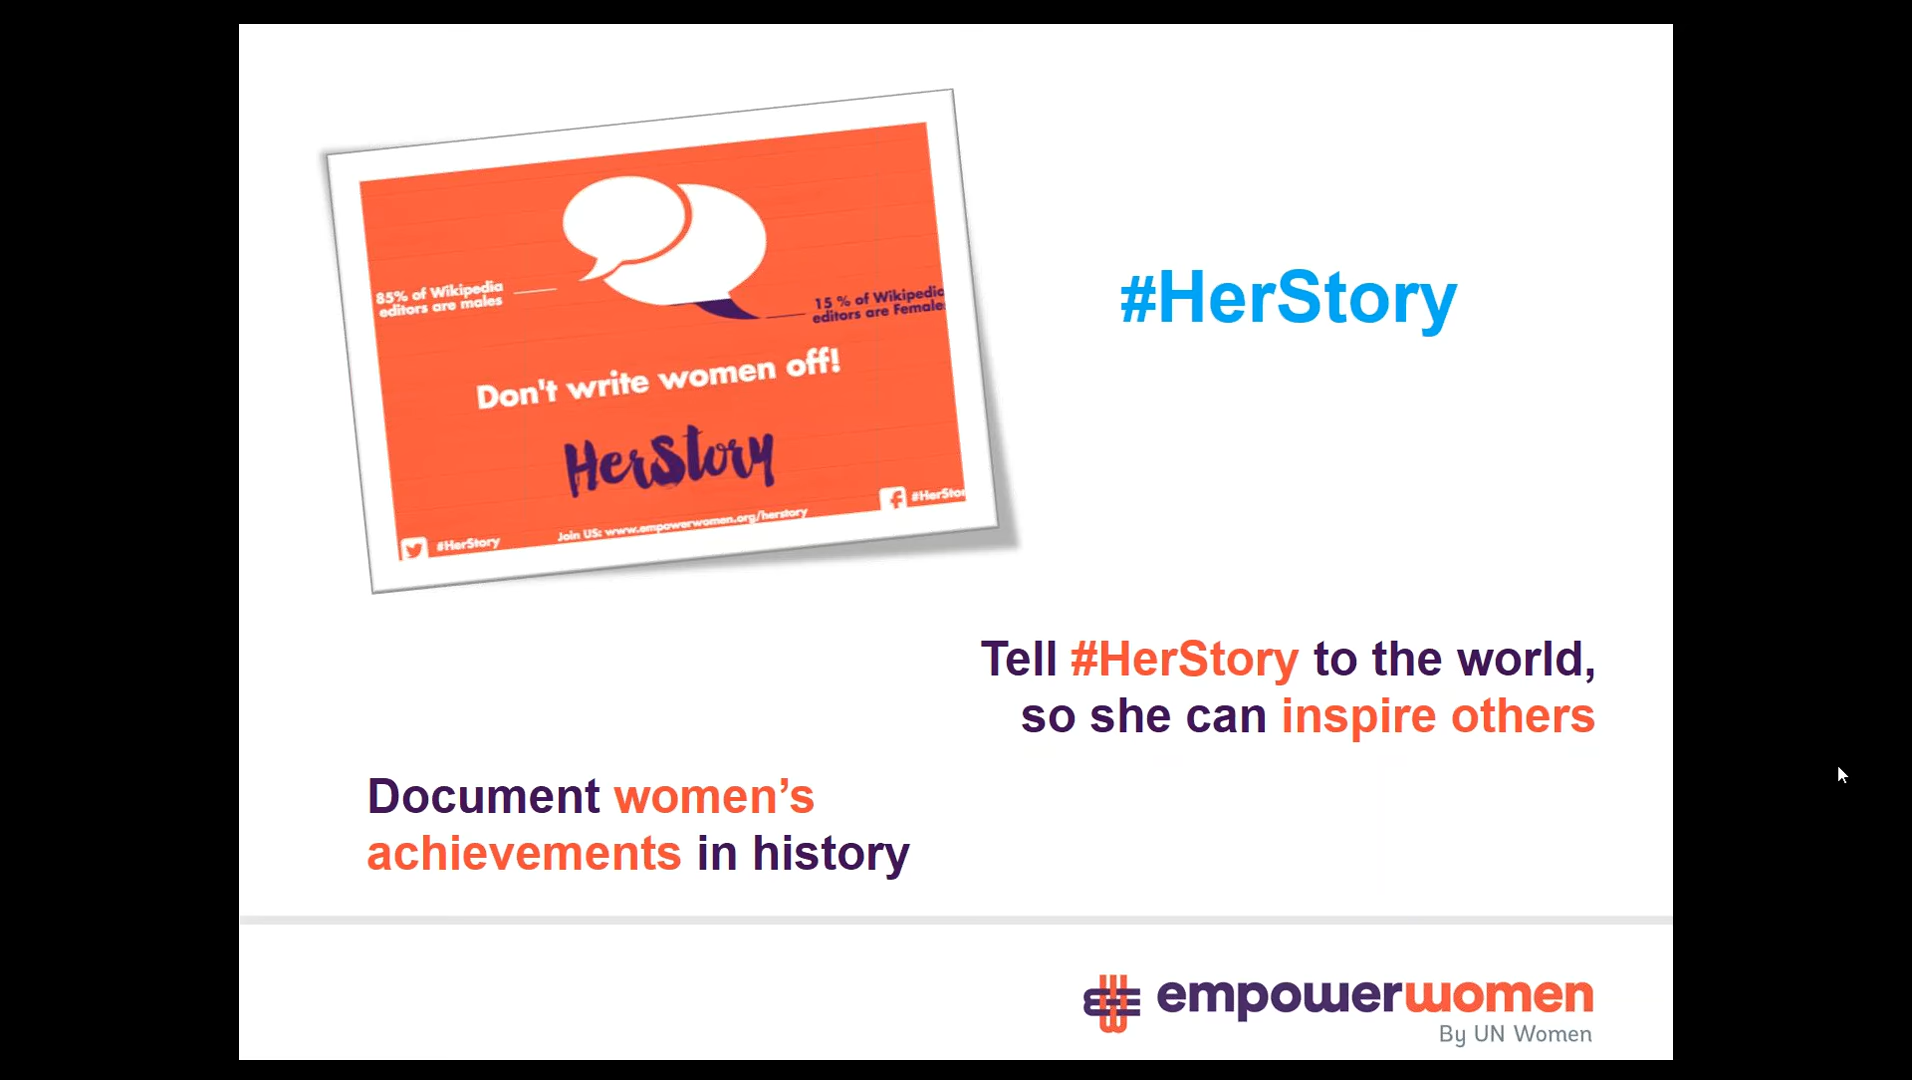 85% of Wikipedia
editors are males
15 % of Wikipedia
editors are Female
Don't write women off!
HerStory
#HerStory
Join US: www.empowerwomen.org/herstory
#HerStor
#HerStory
Tell #HerStory to the world,
so she can inspire others
Document women’s
achievements in history
empowerwomen
By UN Women